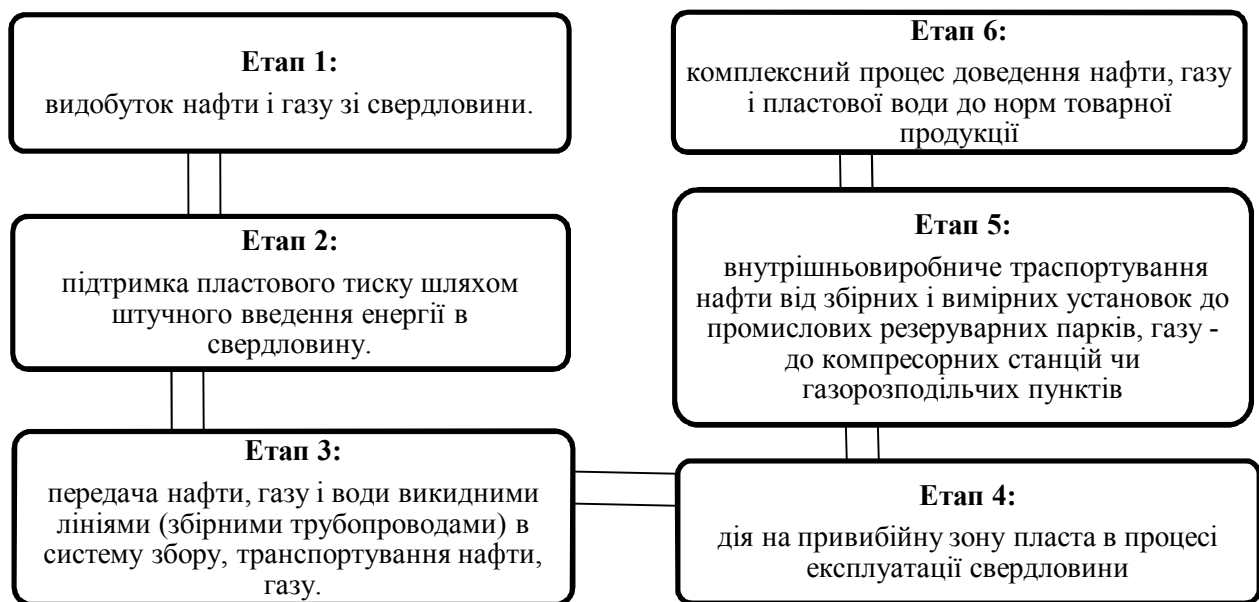 Етап 1:
видобуток нафти і газу зі свердловини.
Етап 2:
підтримка пластового тиску шляхом
штучного введення енергії в
свердловину.
Етап 3:
передача нафти, газу і води викидними
лініями (збірними трубопроводами) в
систему збору, транспортування нафти,
газу.
Етап 4:
дія на привибійну зону пласта в процесі
експлуатації свердловини
Етап 5:
внутрішньовиробниче траспортування
нафти від збірних і вимірних установок до
промислових резеруварних парків, газу -
до компресорних станцій чи
газорозподільчих пунктів
Етап 6:
комплексний процес доведення нафти, газу
і пластової води до норм товарної
продукції